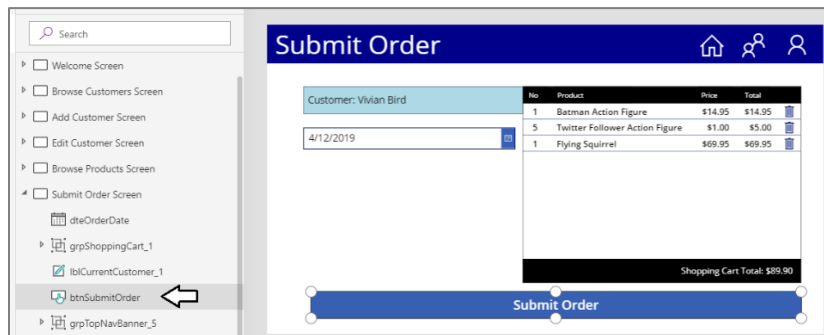 Search
Welcome Screen
Browse Customers Screen
Add Customer Screen
Edit Customer Screen
Browse Products Screen
Submit Order Screen
dteOrderDate
grpShoppingCart_1
lblCurrentCustomer_1
btnSubmitOrder
grpTopNavBanner_5
Submit Order
Customer: Vivian Bird
4/12/2019
No Product Price Total
1 Batman Action Figure $14.95 $14.95
5 Twitter Follower Action Figure $1.00 $5.00
1 Flying Squirrel $69.95 $69.95
Shopping Cart Total: $89.90
Submit Order